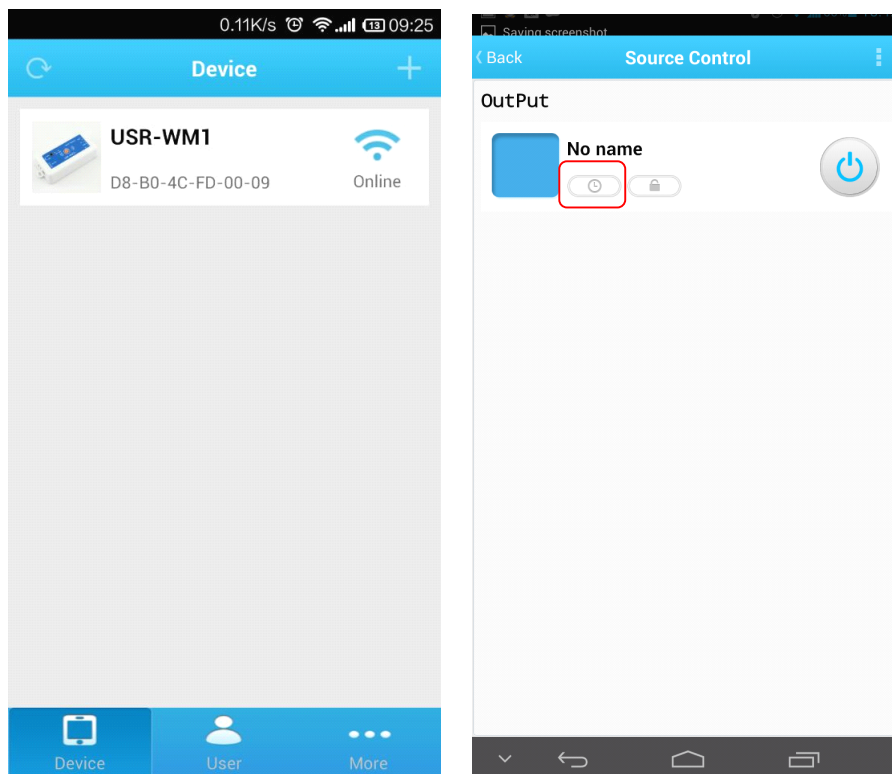 0.11K/s 13 09:25
Device
USR-WM1
D8-B0-4C-FD-00-09
Online
Device
User
More
Saving screenshot
Back
Source Control
OutPut
No name